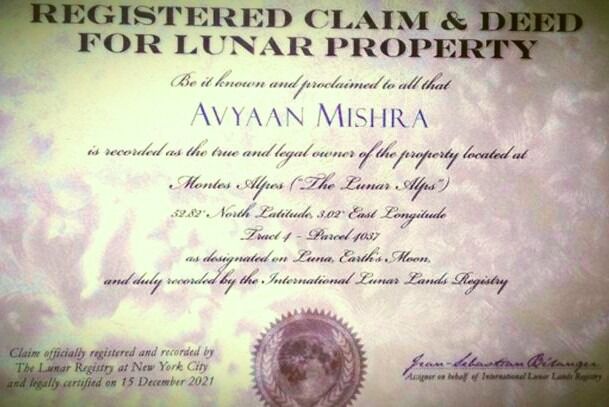 REGISTERED CLAIM & DEED
FOR LUNAR PROPERTY
Be it known and proclaimed to all that
AVYAAN MISHRA
is recorded as the true and legal owner of the property located at
Montes Alpes ("The Lunar Alps")
52.82° North Latitude, 3.02° East Longitude
Tract 4 - Parcel 4037
as designated on Luna, Earth's Moon,
and duly recorded by the International Lunar Lands Registry
Claim officially registered and recorded by
The Lunar Registry at New York City
and legally certified on 15 December 2021
Jean-Sebastian Bélanger
Assignor on behalf of International Lunar Lands Registry